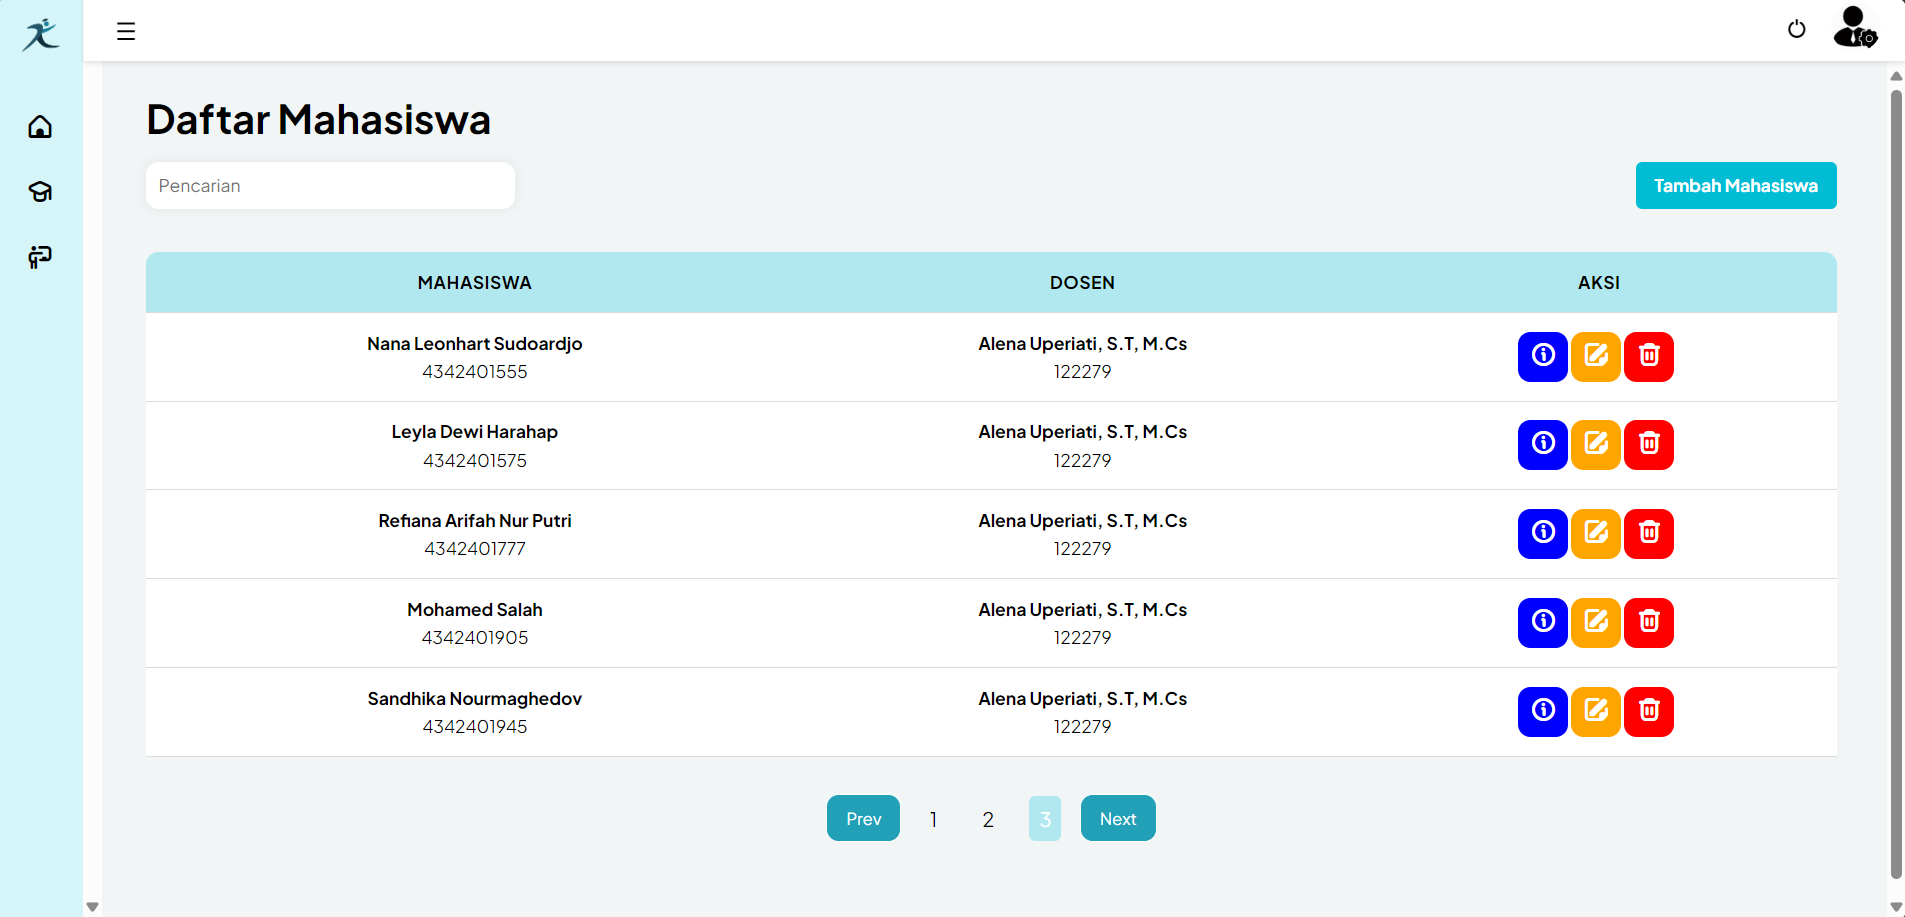 Daftar Mahasiswa
Pencarian
Tambah Mahasiswa
MAHASISWA DOSEN AKSI
Nana Leonhart Sudoardjo Alena Uperiati, S.T, M.Cs
4342401555 122279
Leyla Dewi Harahap Alena Uperiati, S.T, M.Cs
4342401575 122279
Refiana Arifah Nur Putri Alena Uperiati, S.T, M.Cs
4342401777 122279
Mohamed Salah Alena Uperiati, S.T, M.Cs
4342401905 122279
Sandhika Nourmaghedov Alena Uperiati, S.T, M.Cs
4342401945 122279
Prev 1 2 3 Next